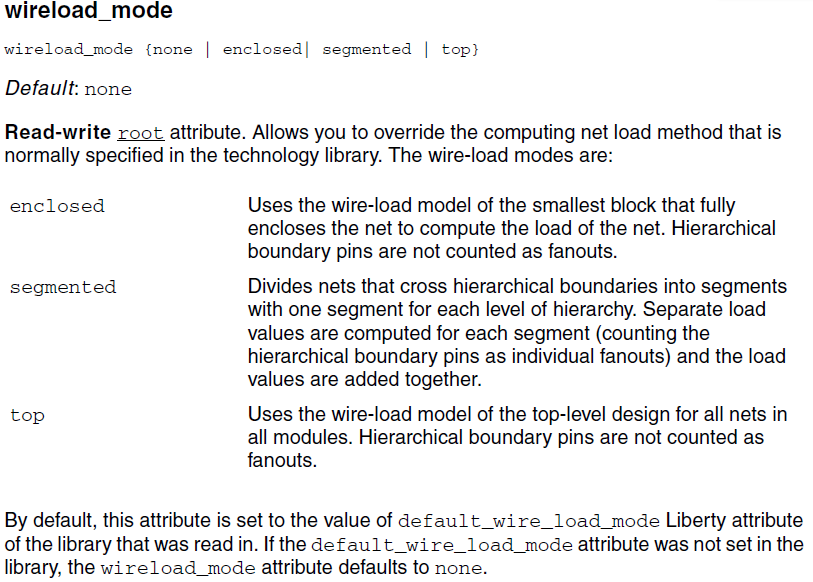 wireload_mode
wireload_mode {none | enclosed| segmented | top}
Default: none
Read-write root attribute. Allows you to override the computing net load method that is
normally specified in the technology library. The wire-load modes are:
enclosed Uses the wire-load model of the smallest block that fully
encloses the net to compute the load of the net. Hierarchical
boundary pins are not counted as fanouts.
segmented Divides nets that cross hierarchical boundaries into segments
with one segment for each level of hierarchy. Separate load
values are computed for each segment (counting the
hierarchical boundary pins as individual fanouts) and the load
values are added together.
top Uses the wire-load model of the top-level design for all nets in
all modules. Hierarchical boundary pins are not counted as
fanouts.
By default, this attribute is set to the value of default_wire_load_mode Liberty attribute
of the library that was read in. If the default_wire_load_mode attribute was not set in the
library, the wireload_mode attribute defaults to none.